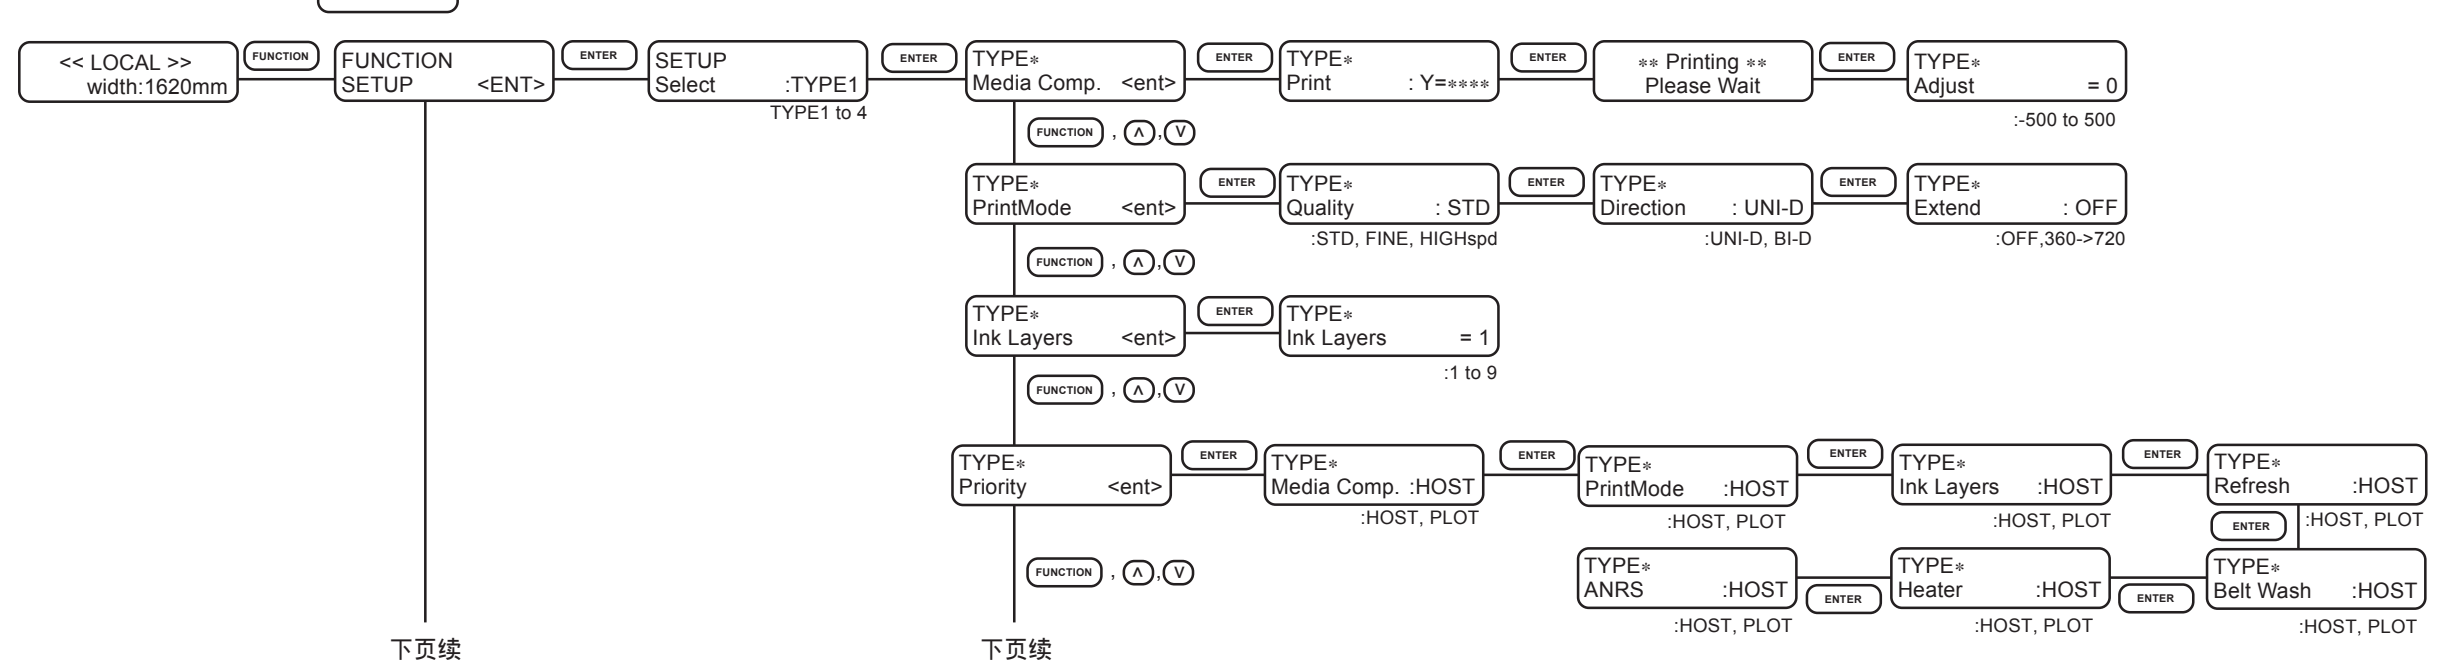 << LOCAL >>
width:1620mm
FUNCTION
FUNCTION
SETUP <ENT>
ENTER
SETUP
Select :TYPE1
TYPE1 to 4
ENTER
TYPE*
Media Comp. <ent>
ENTER
TYPE*
Print : Y=****
ENTER
** Printing **
Please Wait
ENTER
TYPE*
Adjust = 0
:-500 to 500
FUNCTION , ∧ , ∨
TYPE*
PrintMode <ent>
ENTER
TYPE*
Quality : STD
:STD, FINE, HIGHspd
ENTER
TYPE*
Direction : UNI-D
:UNI-D, BI-D
ENTER
TYPE*
Extend : OFF
:OFF,360->720
FUNCTION , ∧ , ∨
TYPE*
Ink Layers <ent>
ENTER
TYPE*
Ink Layers = 1
:1 to 9
FUNCTION , ∧ , ∨
TYPE*
Priority <ent>
ENTER
TYPE*
Media Comp. :HOST
:HOST, PLOT
ENTER
TYPE*
PrintMode :HOST
:HOST, PLOT
ENTER
TYPE*
Ink Layers :HOST
:HOST, PLOT
ENTER
TYPE*
Refresh :HOST
:HOST, PLOT
ENTER
TYPE*
Belt Wash :HOST
:HOST, PLOT
ENTER
TYPE*
Heater :HOST
:HOST, PLOT
ENTER
TYPE*
ANRS :HOST
:HOST, PLOT
FUNCTION , ∧ , ∨
下页续
下页续